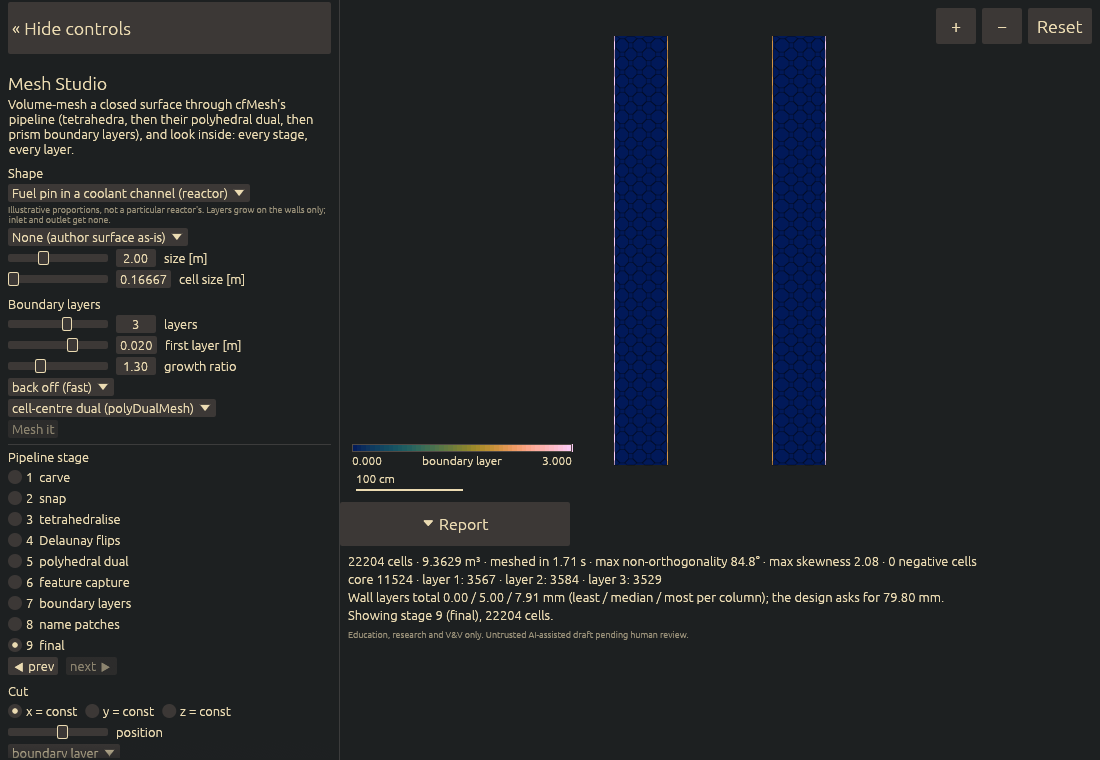 « Hide controls
Mesh Studio
Volume-mesh a closed surface through cfMesh's
pipeline (tetrahedra, then their polyhedral dual, then
prism boundary layers), and look inside: every stage,
every layer.
Shape
Fuel pin in a coolant channel (reactor)
Illustrative proportions, not a particular reactor's. Layers grow on the walls only;
inlet and outlet get none.
None (author surface as-is)
2.00 size [m]
0.16667 cell size [m]
Boundary layers
3 layers
0.020 first layer [m]
1.30 growth ratio
back off (fast)
cell-centre dual (polyDualMesh)
Mesh it
Pipeline stage
1 carve
2 snap
3 tetrahedralise
4 Delaunay flips
5 polyhedral dual
6 feature capture
7 boundary layers
8 name patches
9 final
◀ prev next ▶
Cut
x = const y = const z = const
position
boundary layer
+ − Reset
0.000 boundary layer 3.000
100 cm
Report
22204 cells · 9.3629 m³ · meshed in 1.71 s · max non-orthogonality 84.8° · max skewness 2.08 · 0 negative cells
core 11524 · layer 1: 3567 · layer 2: 3584 · layer 3: 3529
Wall layers total 0.00 / 5.00 / 7.91 mm (least / median / most per column); the design asks for 79.80 mm.
Showing stage 9 (final), 22204 cells.
Education, research and V&V only. Untrusted AI-assisted draft pending human review.